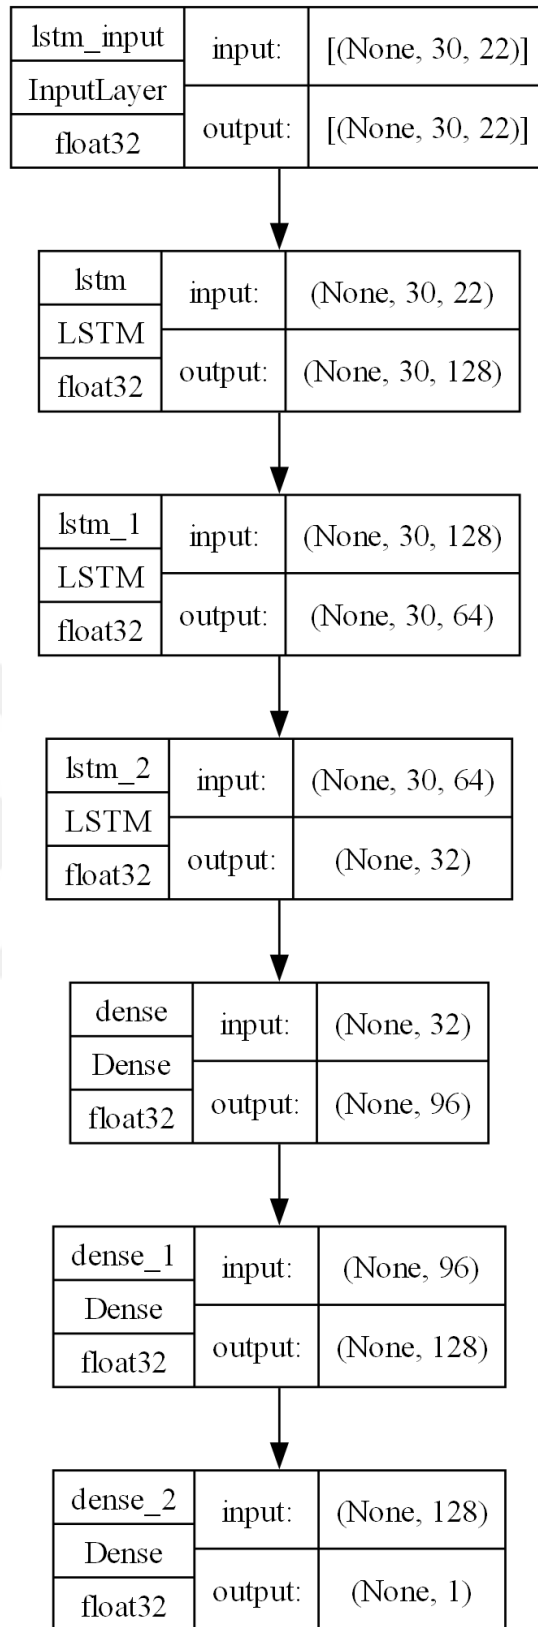 lstm_input
InputLayer
float32
input:
[(None, 30, 22)]
output:
[(None, 30, 22)]
lstm
LSTM
float32
input:
(None, 30, 22)
output:
(None, 30, 128)
lstm_1
LSTM
float32
input:
(None, 30, 128)
output:
(None, 30, 64)
lstm_2
LSTM
float32
input:
(None, 30, 64)
output:
(None, 32)
dense
Dense
float32
input:
(None, 32)
output:
(None, 96)
dense_1
Dense
float32
input:
(None, 96)
output:
(None, 128)
dense_2
Dense
float32
input:
(None, 128)
output:
(None, 1)